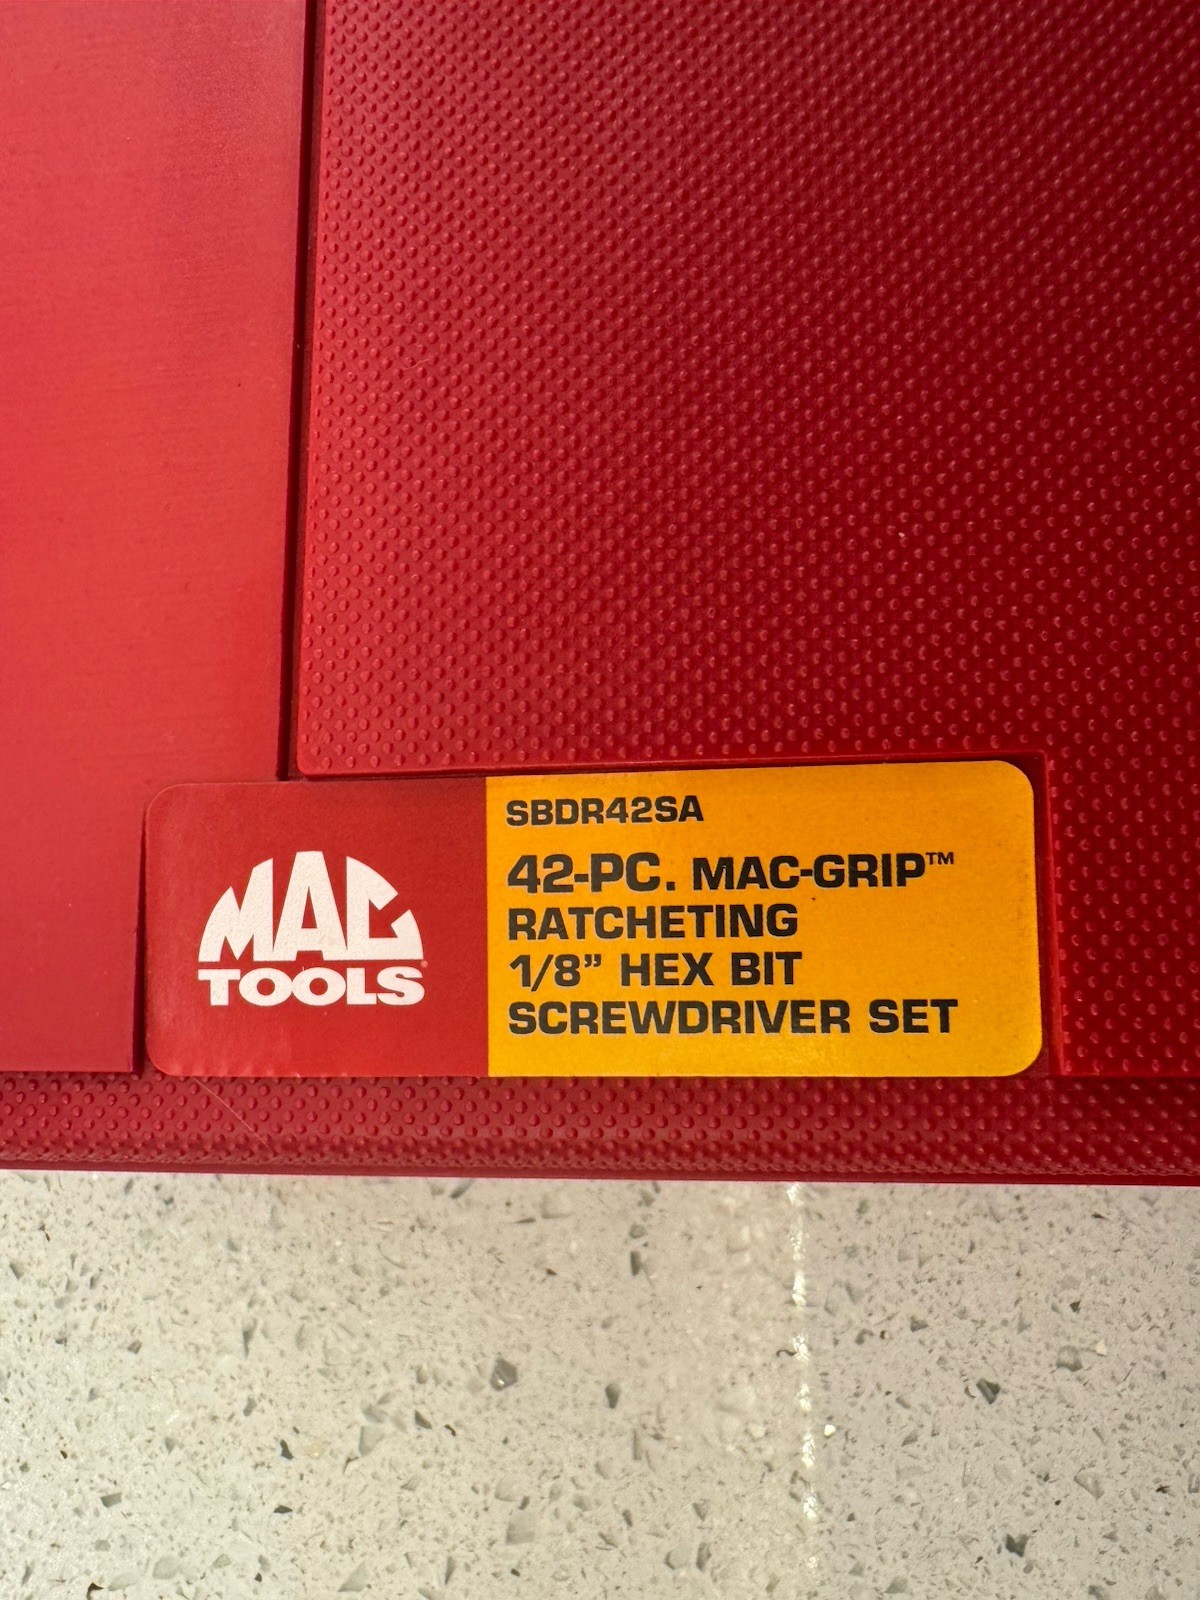 MAC
TOOLS
SBDR42SA
42-PC. MAC-GRIP™
RATCHETING
1/8” HEX BIT
SCREWDRIVER SET